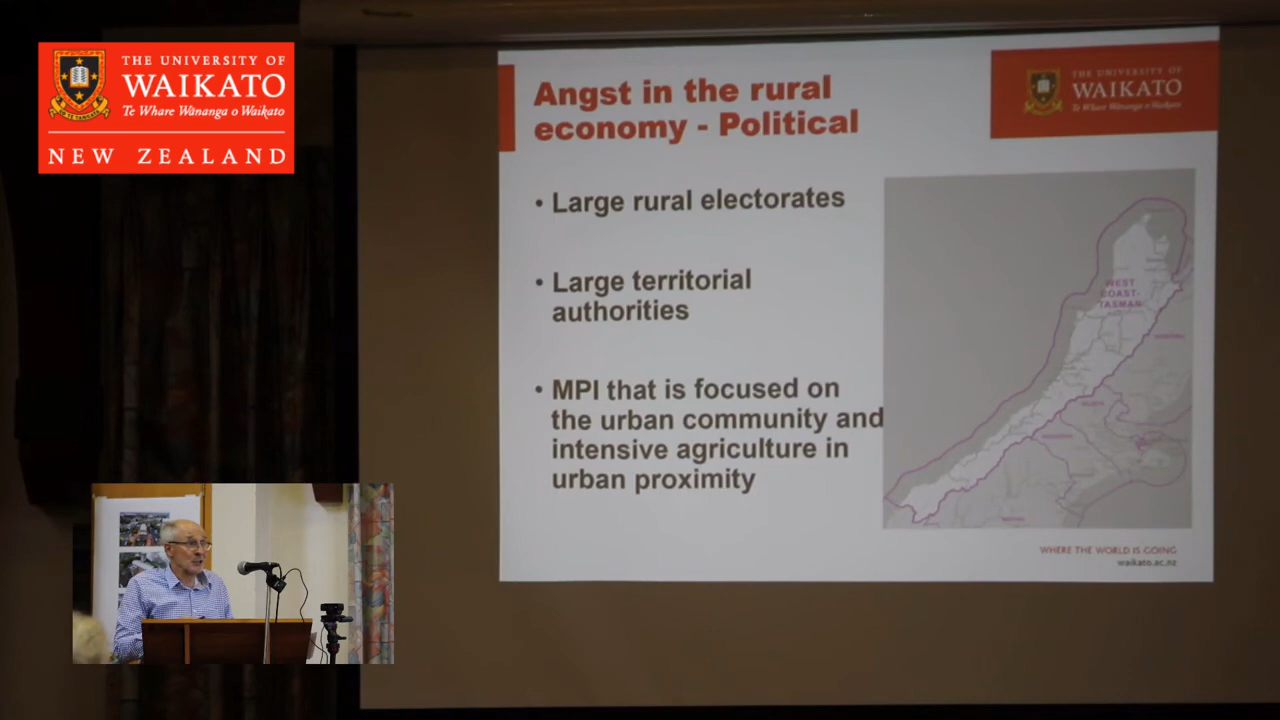 THE UNIVERSITY OF
WAIKATO
Te Whare Wānanga o Waikato
NEW ZEALAND
Angst in the rural
economy - Political
THE UNIVERSITY OF
WAIKATO
Te Whare Wānanga o Waikato
• Large rural electorates
• Large territorial
authorities
• MPI that is focused on
the urban community and
intensive agriculture in
urban proximity
WEST
COAST-
TASMAN
WHERE THE WORLD IS GOING
waikato.ac.nz